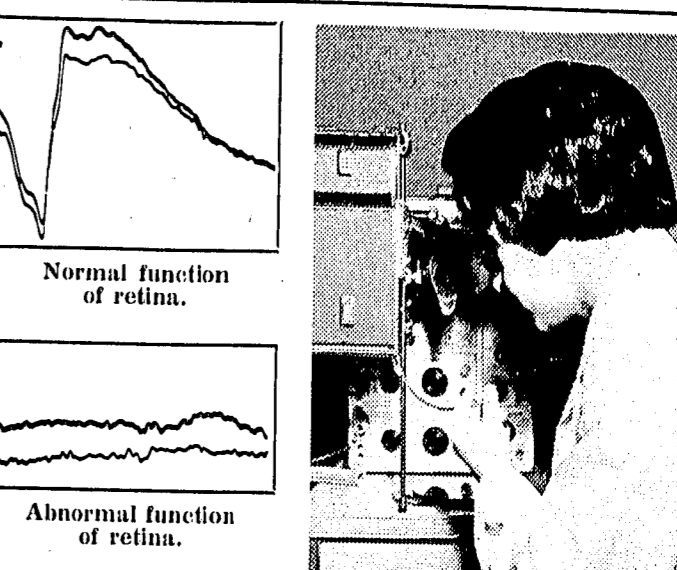 Normal function
of retina.
Abnormal function
of retina.